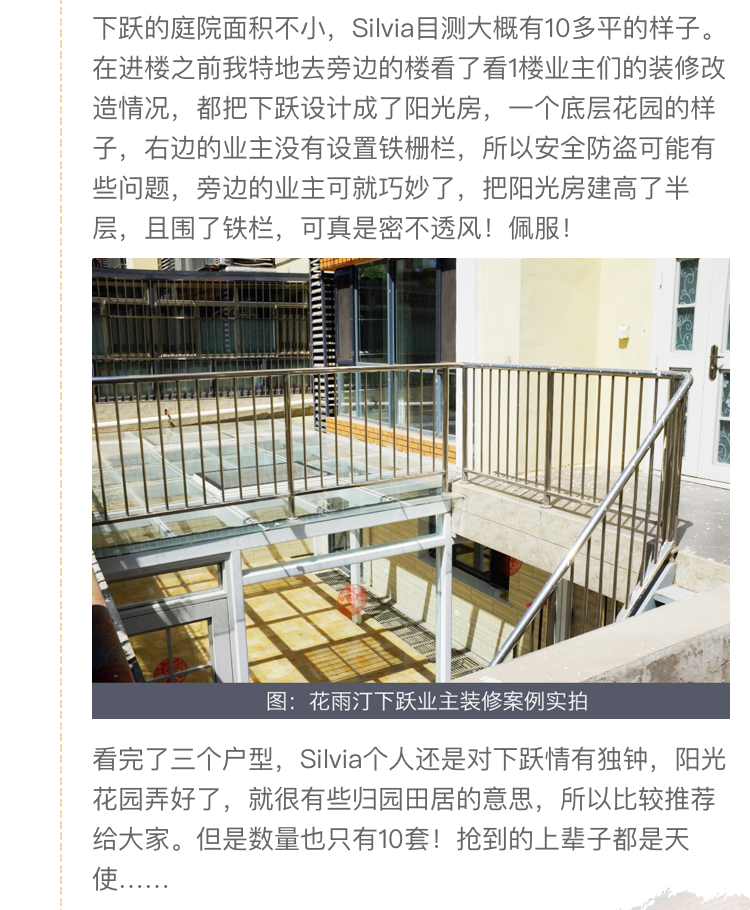 下跃的庭院面积不小，Silvia目测大概有10多平的样子。
在进楼之前我特地去旁边的楼看了看1楼业主们的装修改
造情况，都把下跃设计成了阳光房，一个底层花园的样
子，右边的业主没有设置铁栅栏，所以安全防盗可能有
些问题，旁边的业主可就巧妙了，把阳光房建高了半
层，且围了铁栏，可真是密不透风！佩服！
图：花雨汀下跃业主装修案例实拍
看完了三个户型，Silvia个人还是对下跃情有独钟，阳光
花园弄好了，就很有些归园田居的意思，所以比较推荐
给大家。但是数量也只有10套！抢到的上辈子都是天
使……